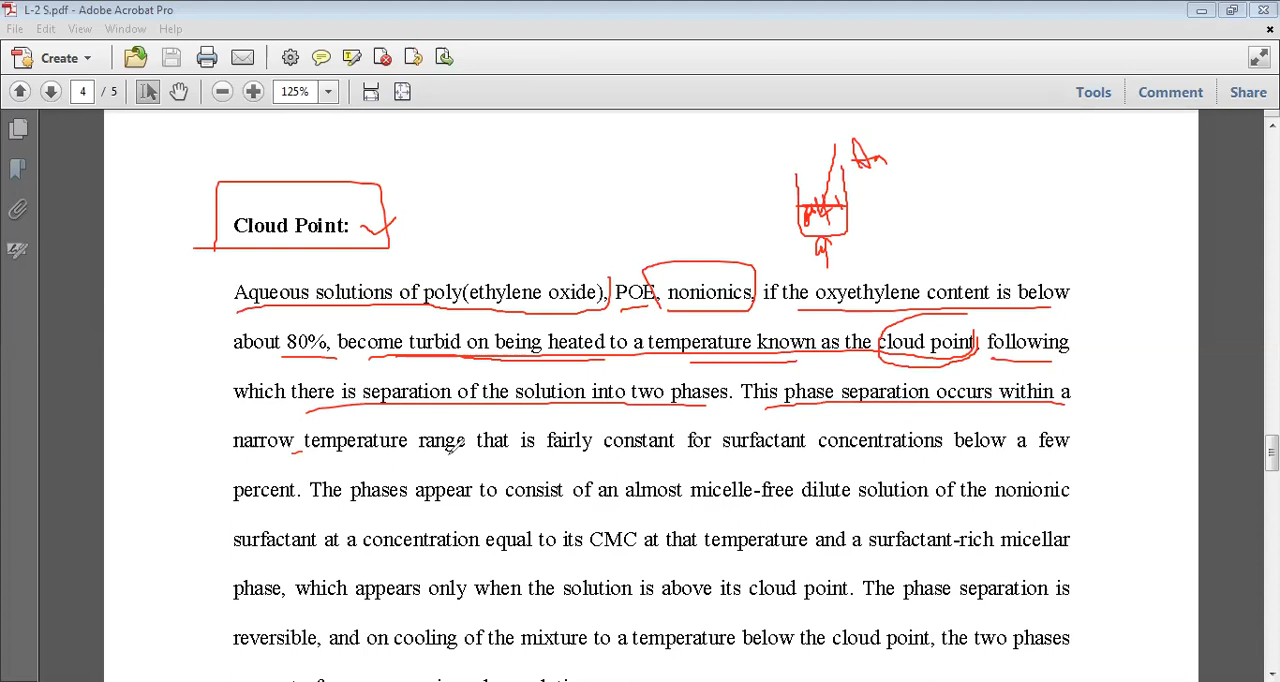 L-2 S.pdf - Adobe Acrobat Pro
File Edit View Window Help
Create
4 / 5 125% Tools Comment Share
Cloud Point:
Aqueous solutions of poly(ethylene oxide), POE, nonionics, if the oxyethylene content is below
about 80%, become turbid on being heated to a temperature known as the cloud point, following
which there is separation of the solution into two phases. This phase separation occurs within a
narrow temperature range that is fairly constant for surfactant concentrations below a few
percent. The phases appear to consist of an almost micelle-free dilute solution of the nonionic
surfactant at a concentration equal to its CMC at that temperature and a surfactant-rich micellar
phase, which appears only when the solution is above its cloud point. The phase separation is
reversible, and on cooling of the mixture to a temperature below the cloud point, the two phases